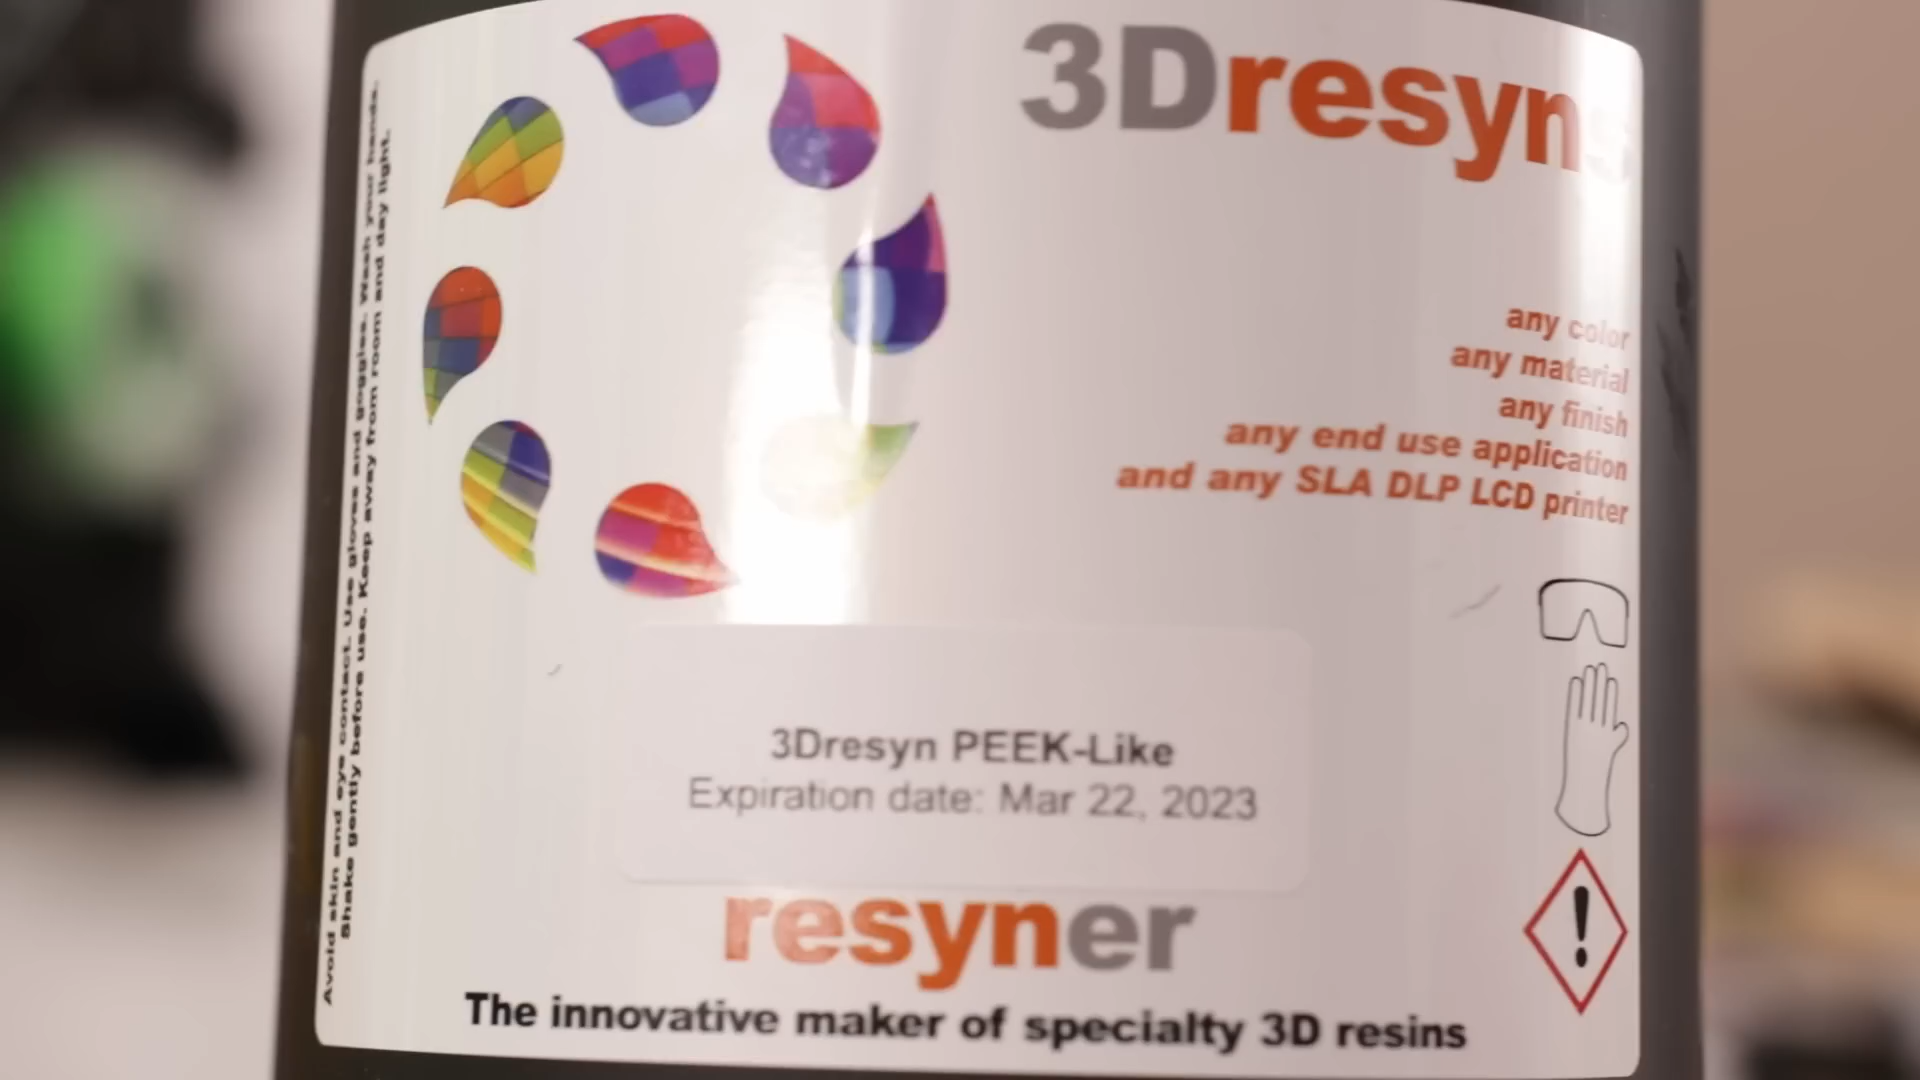 3Dresyns
any color
any material
any finish
any end use application
and any SLA DLP LCD printer
3Dresyn PEEK-Like
Expiration date: Mar 22, 2023
resyner
The innovative maker of specialty 3D resins
Avoid skin and eye contact. Use gloves and goggles. Wash your hands.
Shake gently before use. Keep away from room and day light.